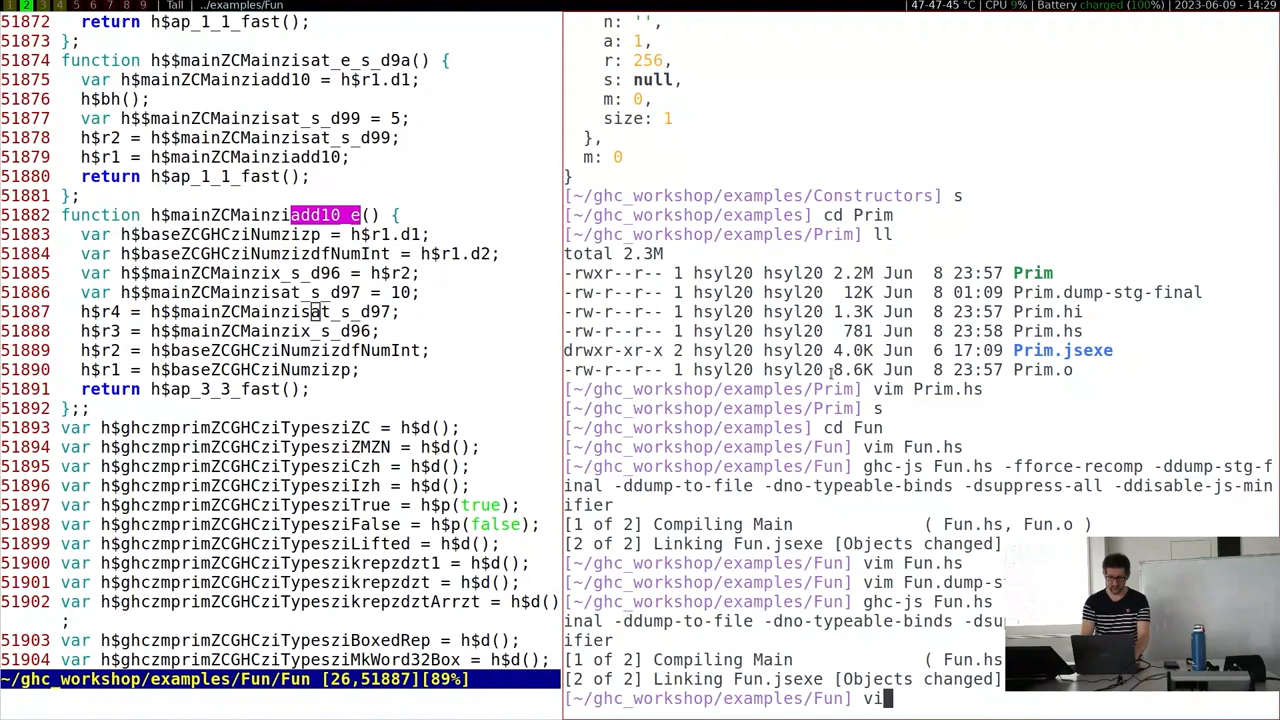 1 2 3 4 5 6 7 8 9 | Tall | ../examples/Fun
47-47-45 °C | CPU 9% | Battery charged (100%) | 2023-06-09 - 14:29
51872   return h$ap_1_1_fast();
51873 };
51874 function h$$mainZCMainzisat_e_s_d9a() {
51875   var h$mainZCMainziadd10 = h$r1.d1;
51876   h$bh();
51877   var h$$mainZCMainzisat_s_d99 = 5;
51878   h$r2 = h$$mainZCMainzisat_s_d99;
51879   h$r1 = h$mainZCMainziadd10;
51880   return h$ap_1_1_fast();
51881 };
51882 function h$mainZCMainziadd10_e() {
51883   var h$baseZCGHCziNumzizp = h$r1.d1;
51884   var h$baseZCGHCziNumzizdfNumInt = h$r1.d2;
51885   var h$$mainZCMainzix_s_d96 = h$r2;
51886   var h$$mainZCMainzisat_s_d97 = 10;
51887   h$r4 = h$$mainZCMainzisat_s_d97;
51888   h$r3 = h$$mainZCMainzix_s_d96;
51889   h$r2 = h$baseZCGHCziNumzizdfNumInt;
51890   h$r1 = h$baseZCGHCziNumzizp;
51891   return h$ap_3_3_fast();
51892 };;
51893 var h$ghczmprimZCGHCziTypesziZC = h$d();
51894 var h$ghczmprimZCGHCziTypesziZMZN = h$d();
51895 var h$ghczmprimZCGHCziTypesziCzh = h$d();
51896 var h$ghczmprimZCGHCziTypesziIzh = h$d();
51897 var h$ghczmprimZCGHCziTypesziTrue = h$p(true);
51898 var h$ghczmprimZCGHCziTypesziFalse = h$p(false);
51899 var h$ghczmprimZCGHCziTypesziLifted = h$d();
51900 var h$ghczmprimZCGHCziTypeszikrepzdzt1 = h$d();
51901 var h$ghczmprimZCGHCziTypeszikrepzdzt = h$d();
51902 var h$ghczmprimZCGHCziTypeszikrepzdztArrzt = h$d()
;
51903 var h$ghczmprimZCGHCziTypesziBoxedRep = h$d();
51904 var h$ghczmprimZCGHCziTypesziMkWord32Box = h$d();
~/ghc_workshop/examples/Fun/Fun [26,51887][89%]
n: '',
a: 1,
r: 256,
s: null,
m: 0,
size: 1
},
m: 0
}
[~/ghc_workshop/examples/Constructors] s
[~/ghc_workshop/examples] cd Prim
[~/ghc_workshop/examples/Prim] ll
total 2.3M
-rwxr--r-- 1 hsyl20 hsyl20 2.2M Jun  8 23:57 Prim
-rw-r--r-- 1 hsyl20 hsyl20  12K Jun  8 01:09 Prim.dump-stg-final
-rw-r--r-- 1 hsyl20 hsyl20 1.3K Jun  8 23:57 Prim.hi
-rw-r--r-- 1 hsyl20 hsyl20  781 Jun  8 23:58 Prim.hs
drwxr-xr-x 2 hsyl20 hsyl20 4.0K Jun  6 17:09 Prim.jsexe
-rw-r--r-- 1 hsyl20 hsyl20 8.6K Jun  8 23:57 Prim.o
[~/ghc_workshop/examples/Prim] vim Prim.hs
[~/ghc_workshop/examples/Prim] s
[~/ghc_workshop/examples] cd Fun
[~/ghc_workshop/examples/Fun] vim Fun.hs
[~/ghc_workshop/examples/Fun] ghc-js Fun.hs -fforce-recomp -ddump-stg-f
inal -ddump-to-file -dno-typeable-binds -dsuppress-all -ddisable-js-min
ifier
[1 of 2] Compiling Main             ( Fun.hs, Fun.o )
[2 of 2] Linking Fun.jsexe [Objects changed]
[~/ghc_workshop/examples/Fun] vim Fun.hs
[~/ghc_workshop/examples/Fun] vim Fun.dump-s
[~/ghc_workshop/examples/Fun] ghc-js Fun.hs
inal -ddump-to-file -dno-typeable-binds -dsu
ifier
[1 of 2] Compiling Main             ( Fun.hs
[2 of 2] Linking Fun.jsexe [Objects changed]
[~/ghc_workshop/examples/Fun] vi